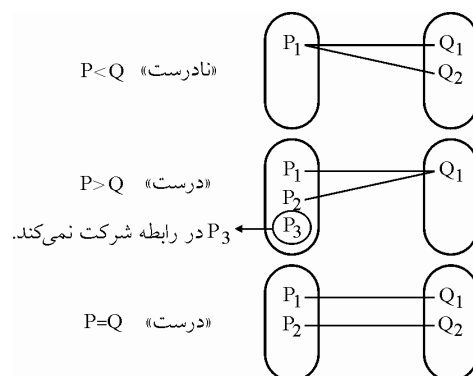 P₁ Q₁
P<Q «نادرست»
Q₂
P₁ Q₁
P>Q «درست»
P₂
P₃ در رابطه شرکت نمی‌کند. P₃
P₁ Q₁
P=Q «درست»
P₂ Q₂